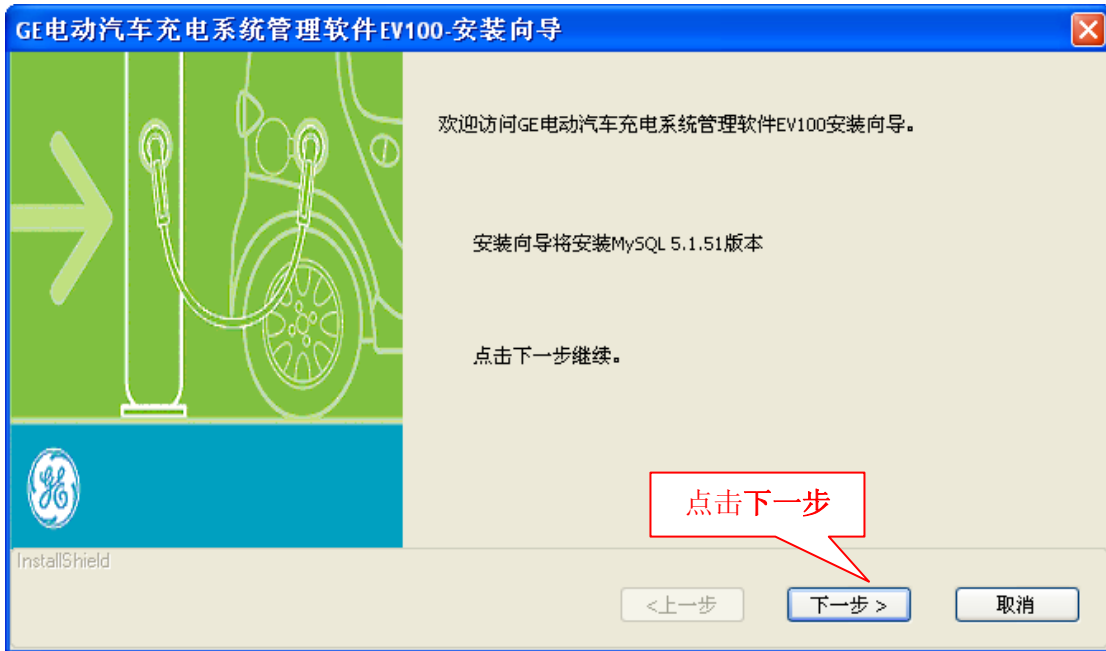 GE电动汽车充电系统管理软件EV100-安装向导
欢迎访问GE电动汽车充电系统管理软件EV100安装向导。
安装向导将安装MySQL 5.1.51版本
点击下一步继续。
GE
点击下一步
InstallShield
<上一步
下一步 >
取消